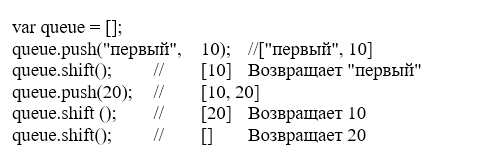 var queue = [];
queue.push("первый", 10); //["первый", 10]
queue.shift(); // [10] Возвращает "первый"
queue.push(20); // [10, 20]
queue.shift (); // [20] Возвращает 10
queue.shift(); // [] Возвращает 20